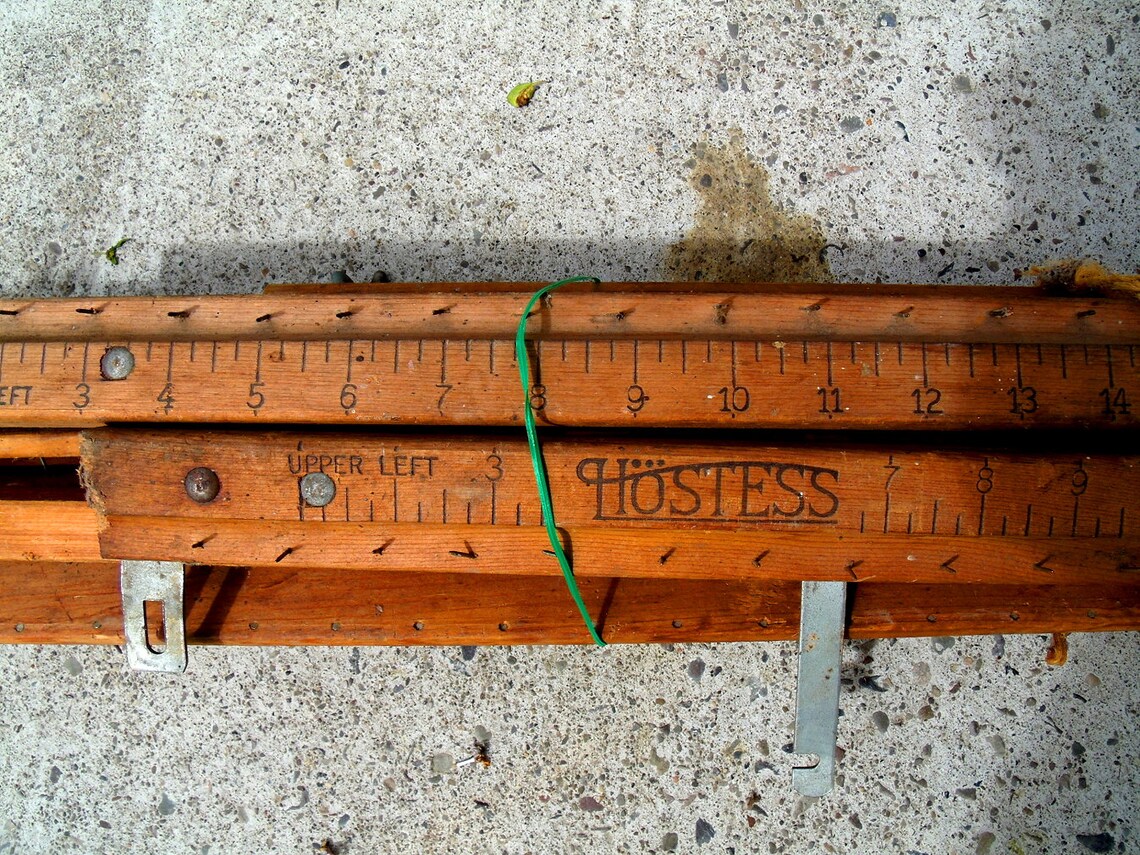 EFT 3 4 5 6 7 8 9 10 11 12 13 14
UPPER LEFT 3 HÖSTESS 7 8 9